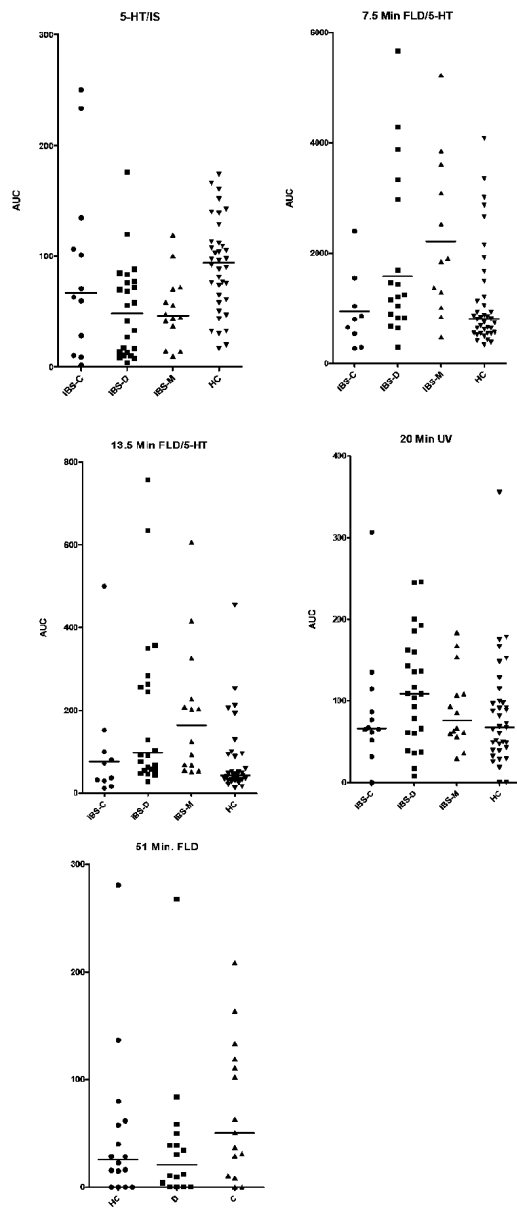 5-HT/IS
300
200
100
0
AUC
IBS-C
IBS-D
IBS-M
HC
7.5 Min FLD/5-HT
6000
4000
2000
0
AUC
IBS-C
IBS-D
IBS-M
HC
13.5 Min FLD/5-HT
800
600
400
200
0
AUC
IBS-C
IBS-D
IBS-M
HC
20 Min UV
400
300
200
100
0
AUC
IBS-C
IBS-D
IBS-M
HC
51 Min. FLD
300
200
100
0
AUC
HC
D
C